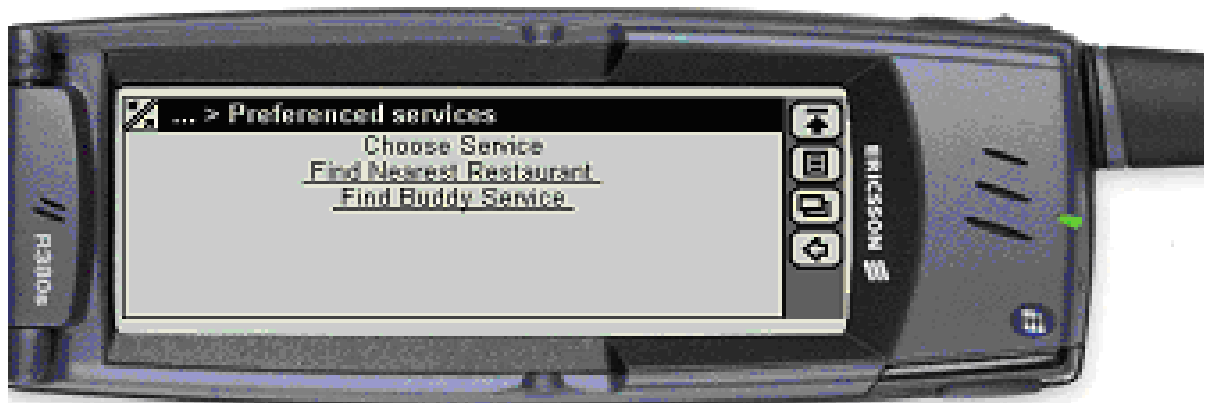 ... > Preferenced services
Choose Service
Find Nearest Restaurant
Find Buddy Service
ERICSSON
R380s